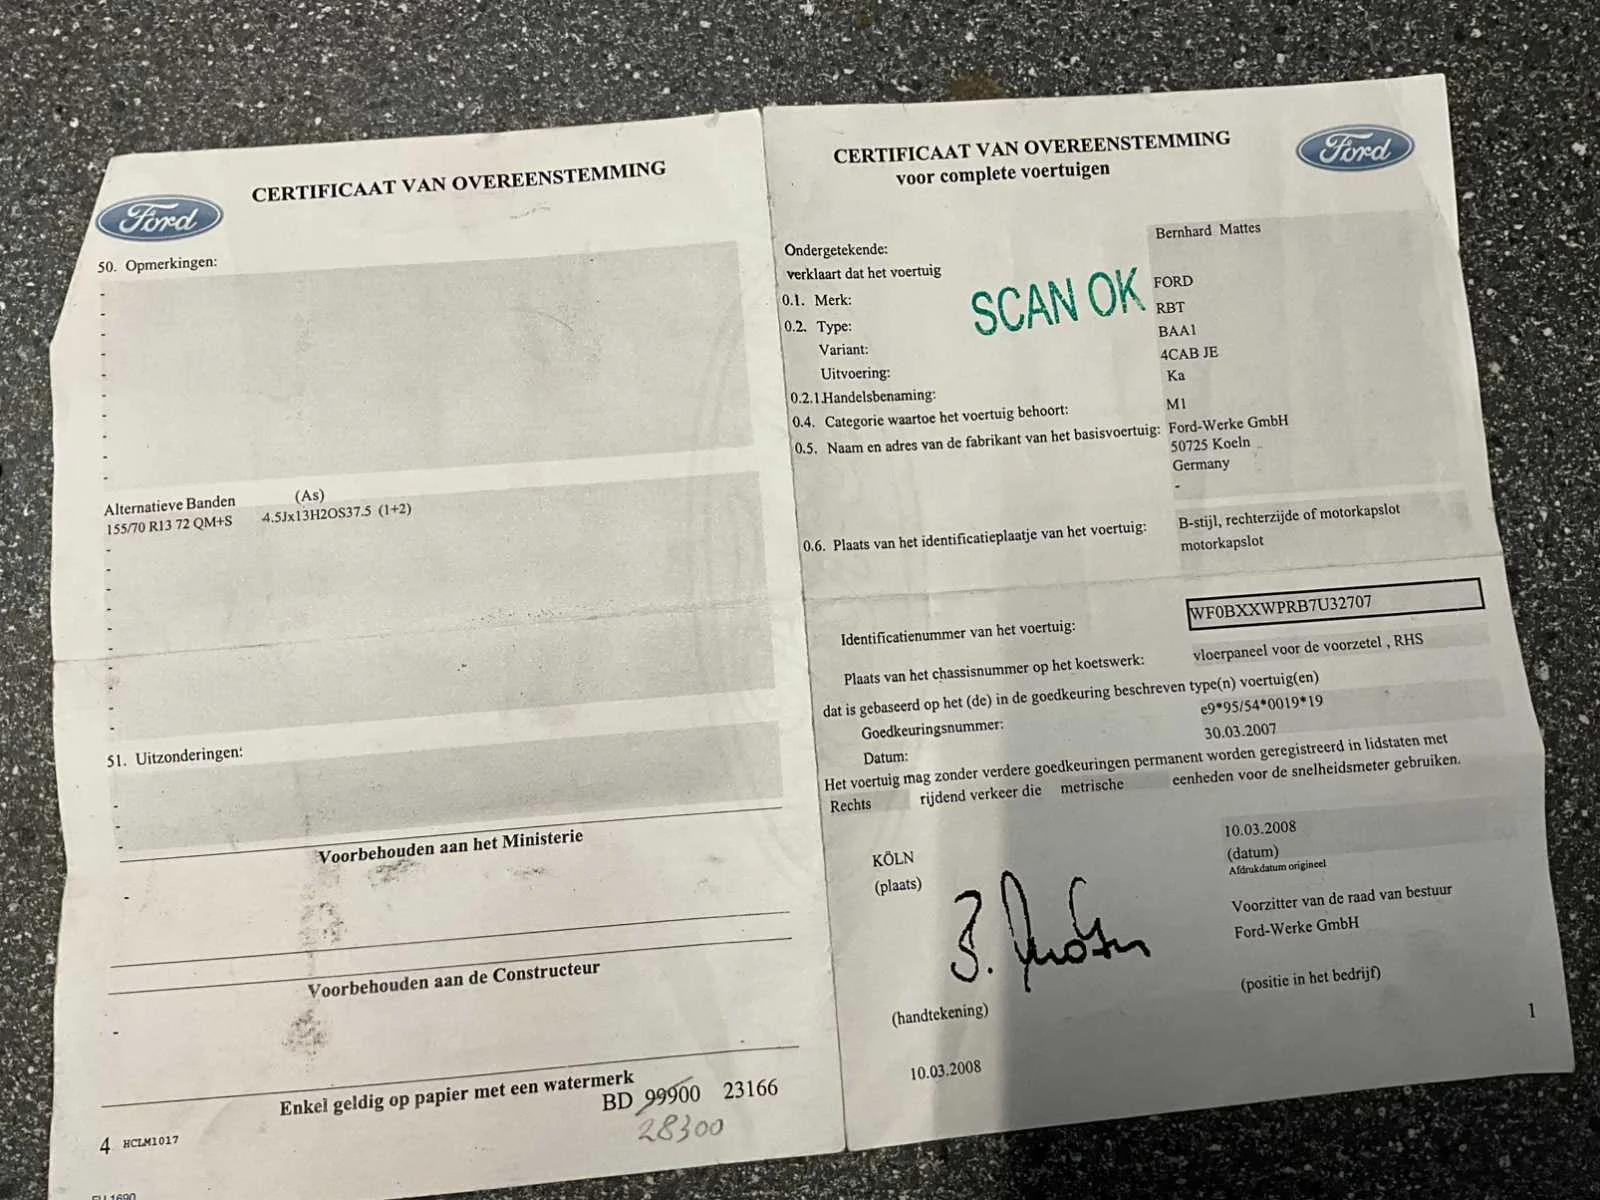 Ford
CERTIFICAAT VAN OVEREENSTEMMING
50. Opmerkingen:
-
-
-
-
-
-
-
-
-
-
Alternatieve Banden (As)
155/70 R13 72 QM+S 4.5Jx13H2OS37.5 (1+2)
-
-
-
-
-
-
-
-
-
-
51. Uitzonderingen:
-
-
-
Voorbehouden aan het Ministerie
-
Voorbehouden aan de Constructeur
-
Enkel geldig op papier met een watermerk
BD 99900 23166
28300
4 HCLM1017
CERTIFICAAT VAN OVEREENSTEMMING
voor complete voertuigen
Ford
Ondergetekende: Bernhard Mattes
verklaart dat het voertuig
SCAN OK
0.1. Merk: FORD
0.2. Type: RBT
Variant: BAA1
Uitvoering: 4CAB JE
0.2.1.Handelsbenaming: Ka
0.4. Categorie waartoe het voertuig behoort: M1
0.5. Naam en adres van de fabrikant van het basisvoertuig: Ford-Werke GmbH
50725 Koeln
Germany
-
0.6. Plaats van het identificatieplaatje van het voertuig: B-stijl, rechterzijde of motorkapslot
motorkapslot
Identificatienummer van het voertuig: WF0BXXWPRB7U32707
Plaats van het chassisnummer op het koetswerk: vloerpaneel voor de voorzetel , RHS
dat is gebaseerd op het (de) in de goedkeuring beschreven type(n) voertuig(en)
Goedkeuringsnummer: e9*95/54*0019*19
Datum: 30.03.2007
Het voertuig mag zonder verdere goedkeuringen permanent worden geregistreerd in lidstaten met
Rechts rijdend verkeer die metrische eenheden voor de snelheidsmeter gebruiken.
KÖLN 10.03.2008
(plaats) (datum)
Afdrukdatum origineel
Voorzitter van de raad van bestuur
Ford-Werke GmbH
(handtekening) (positie in het bedrijf)
10.03.2008
1